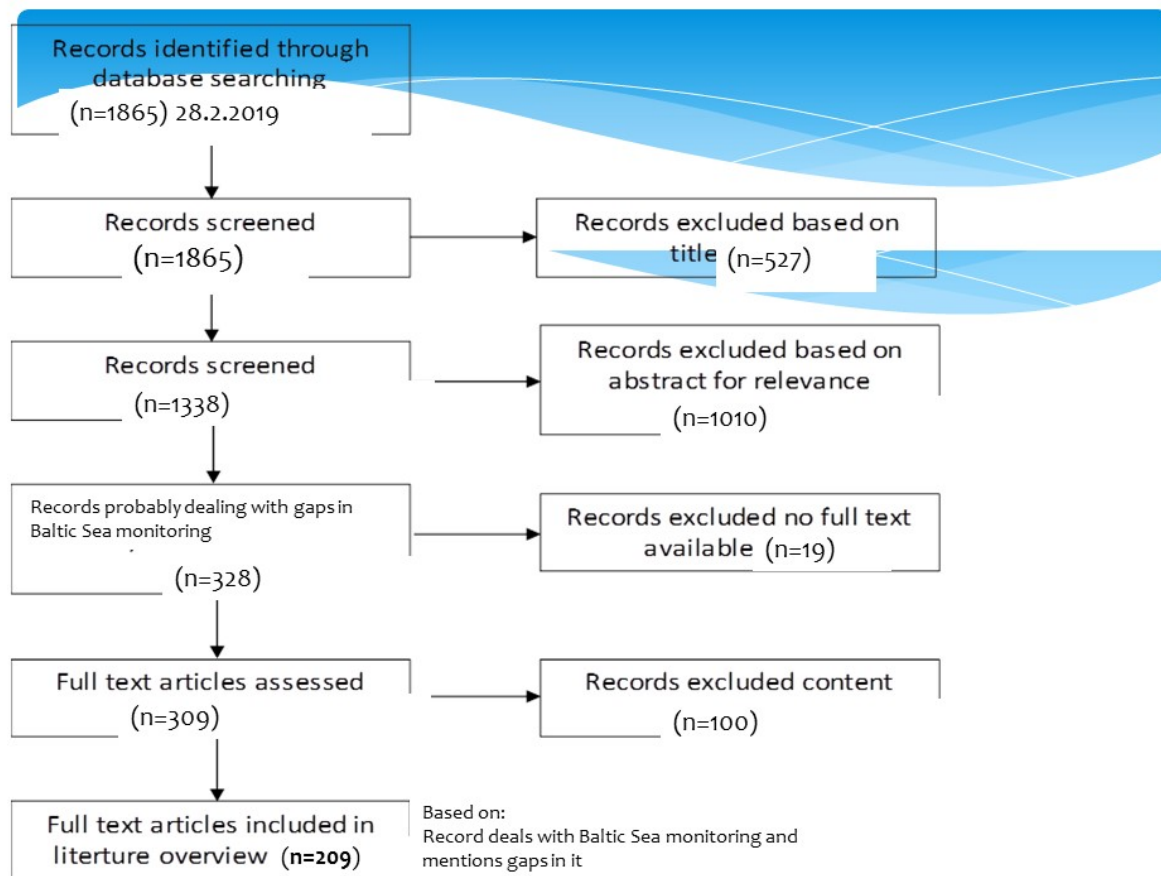 Records identified through
database searching
(n=1865) 28.2.2019
Records screened
(n=1865)
Records excluded based on
title (n=527)
Records screened
(n=1338)
Records excluded based on
abstract for relevance
(n=1010)
Records probably dealing with gaps in
Baltic Sea monitoring
(n=328)
Records excluded no full text
available (n=19)
Full text articles assessed
(n=309)
Records excluded content
(n=100)
Full text articles included in
literture overview (n=209)
Based on:
Record deals with Baltic Sea monitoring and
mentions gaps in it